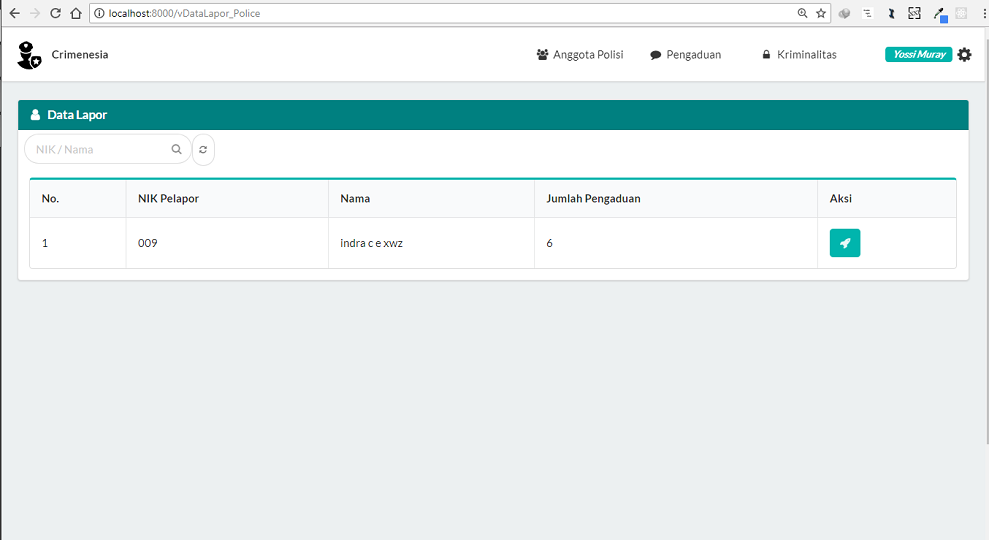 localhost:8000/vDataLapor_Police
Crimenesia
Anggota Polisi
Pengaduan
Kriminalitas
Yossi Muray
Data Lapor
NIK / Nama
No. NIK Pelapor Nama Jumlah Pengaduan Aksi
1 009 indra c e xwz 6